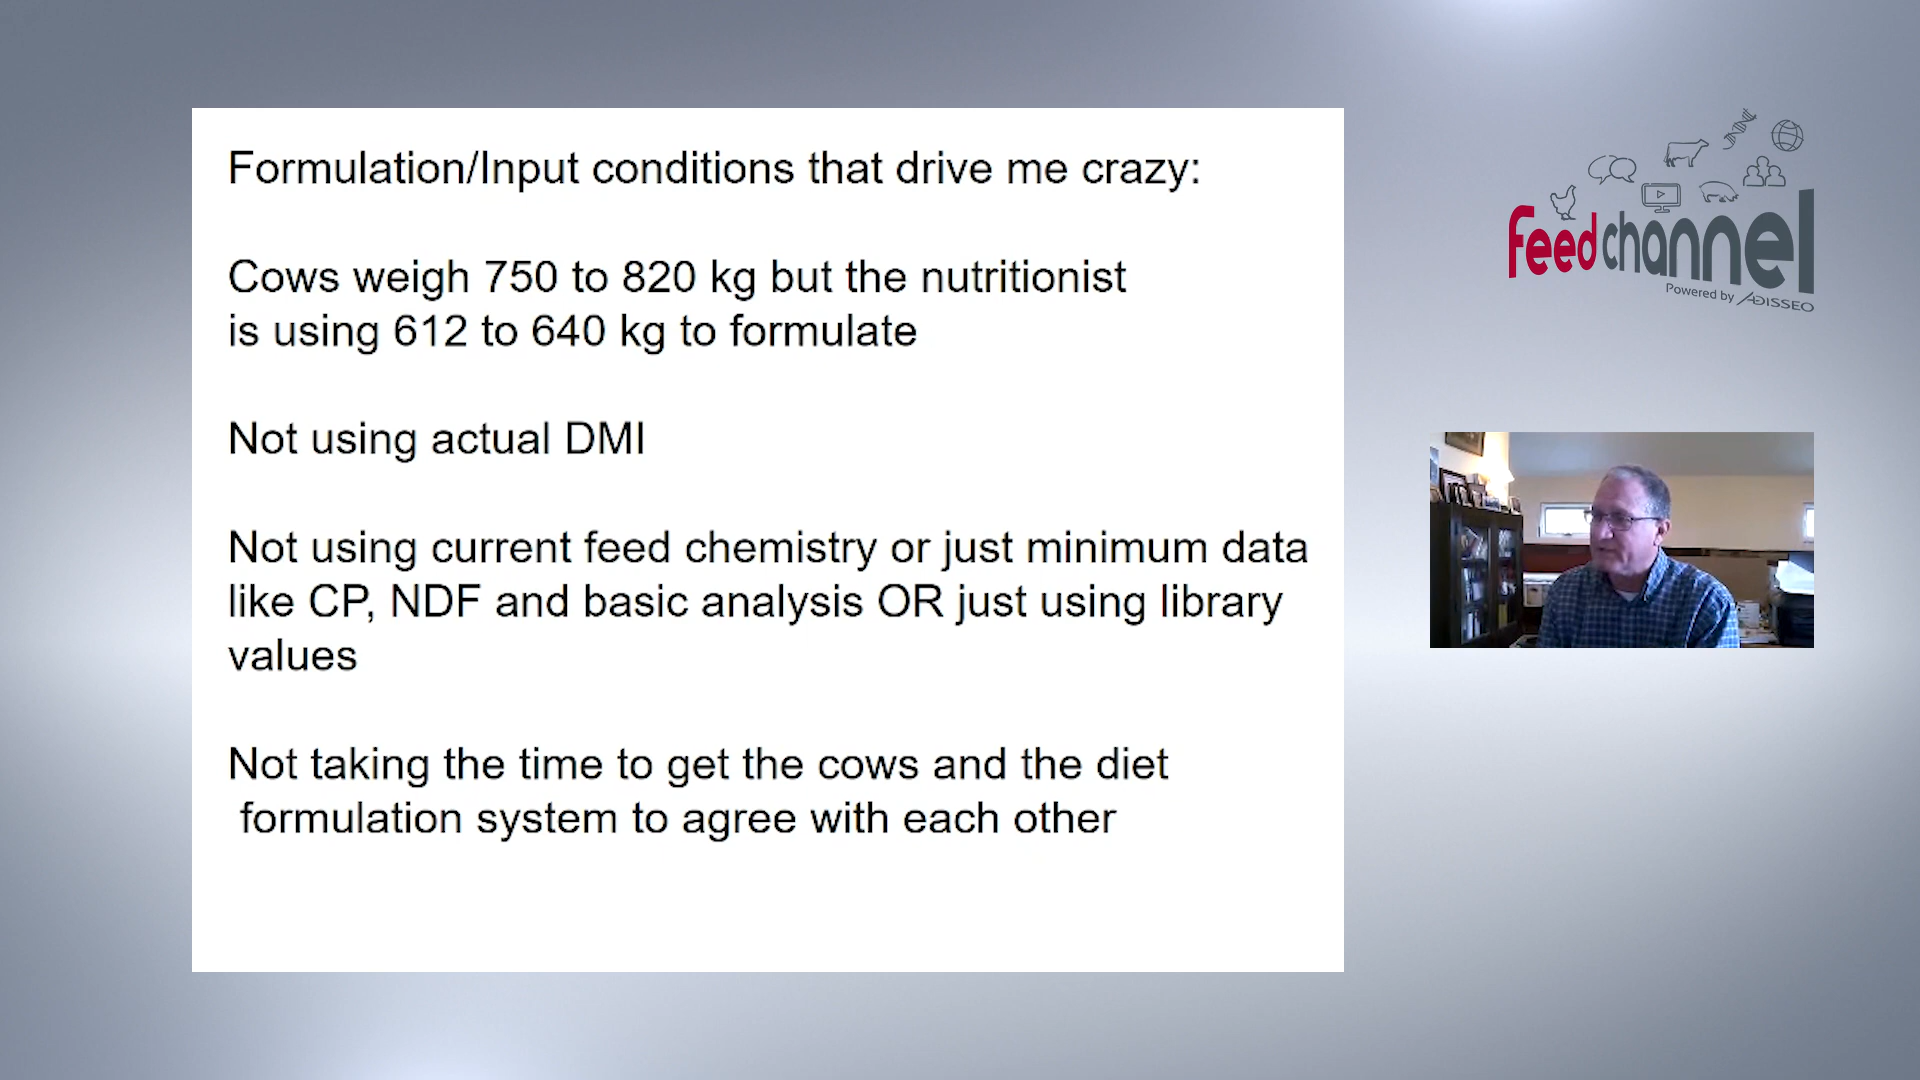 Formulation/Input conditions that drive me crazy:
Cows weigh 750 to 820 kg but the nutritionist
is using 612 to 640 kg to formulate
Not using actual DMI
Not using current feed chemistry or just minimum data
like CP, NDF and basic analysis OR just using library
values
Not taking the time to get the cows and the diet
formulation system to agree with each other
feedchannel
Powered by ADISSEO